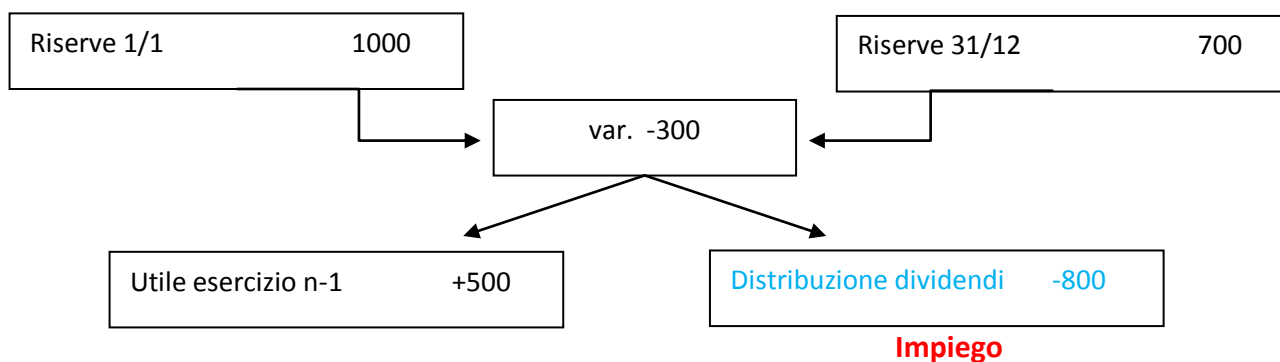 Riserve 1/1 1000
Riserve 31/12 700
var. -300
Utile esercizio n-1 +500
Distribuzione dividendi -800
Impiego